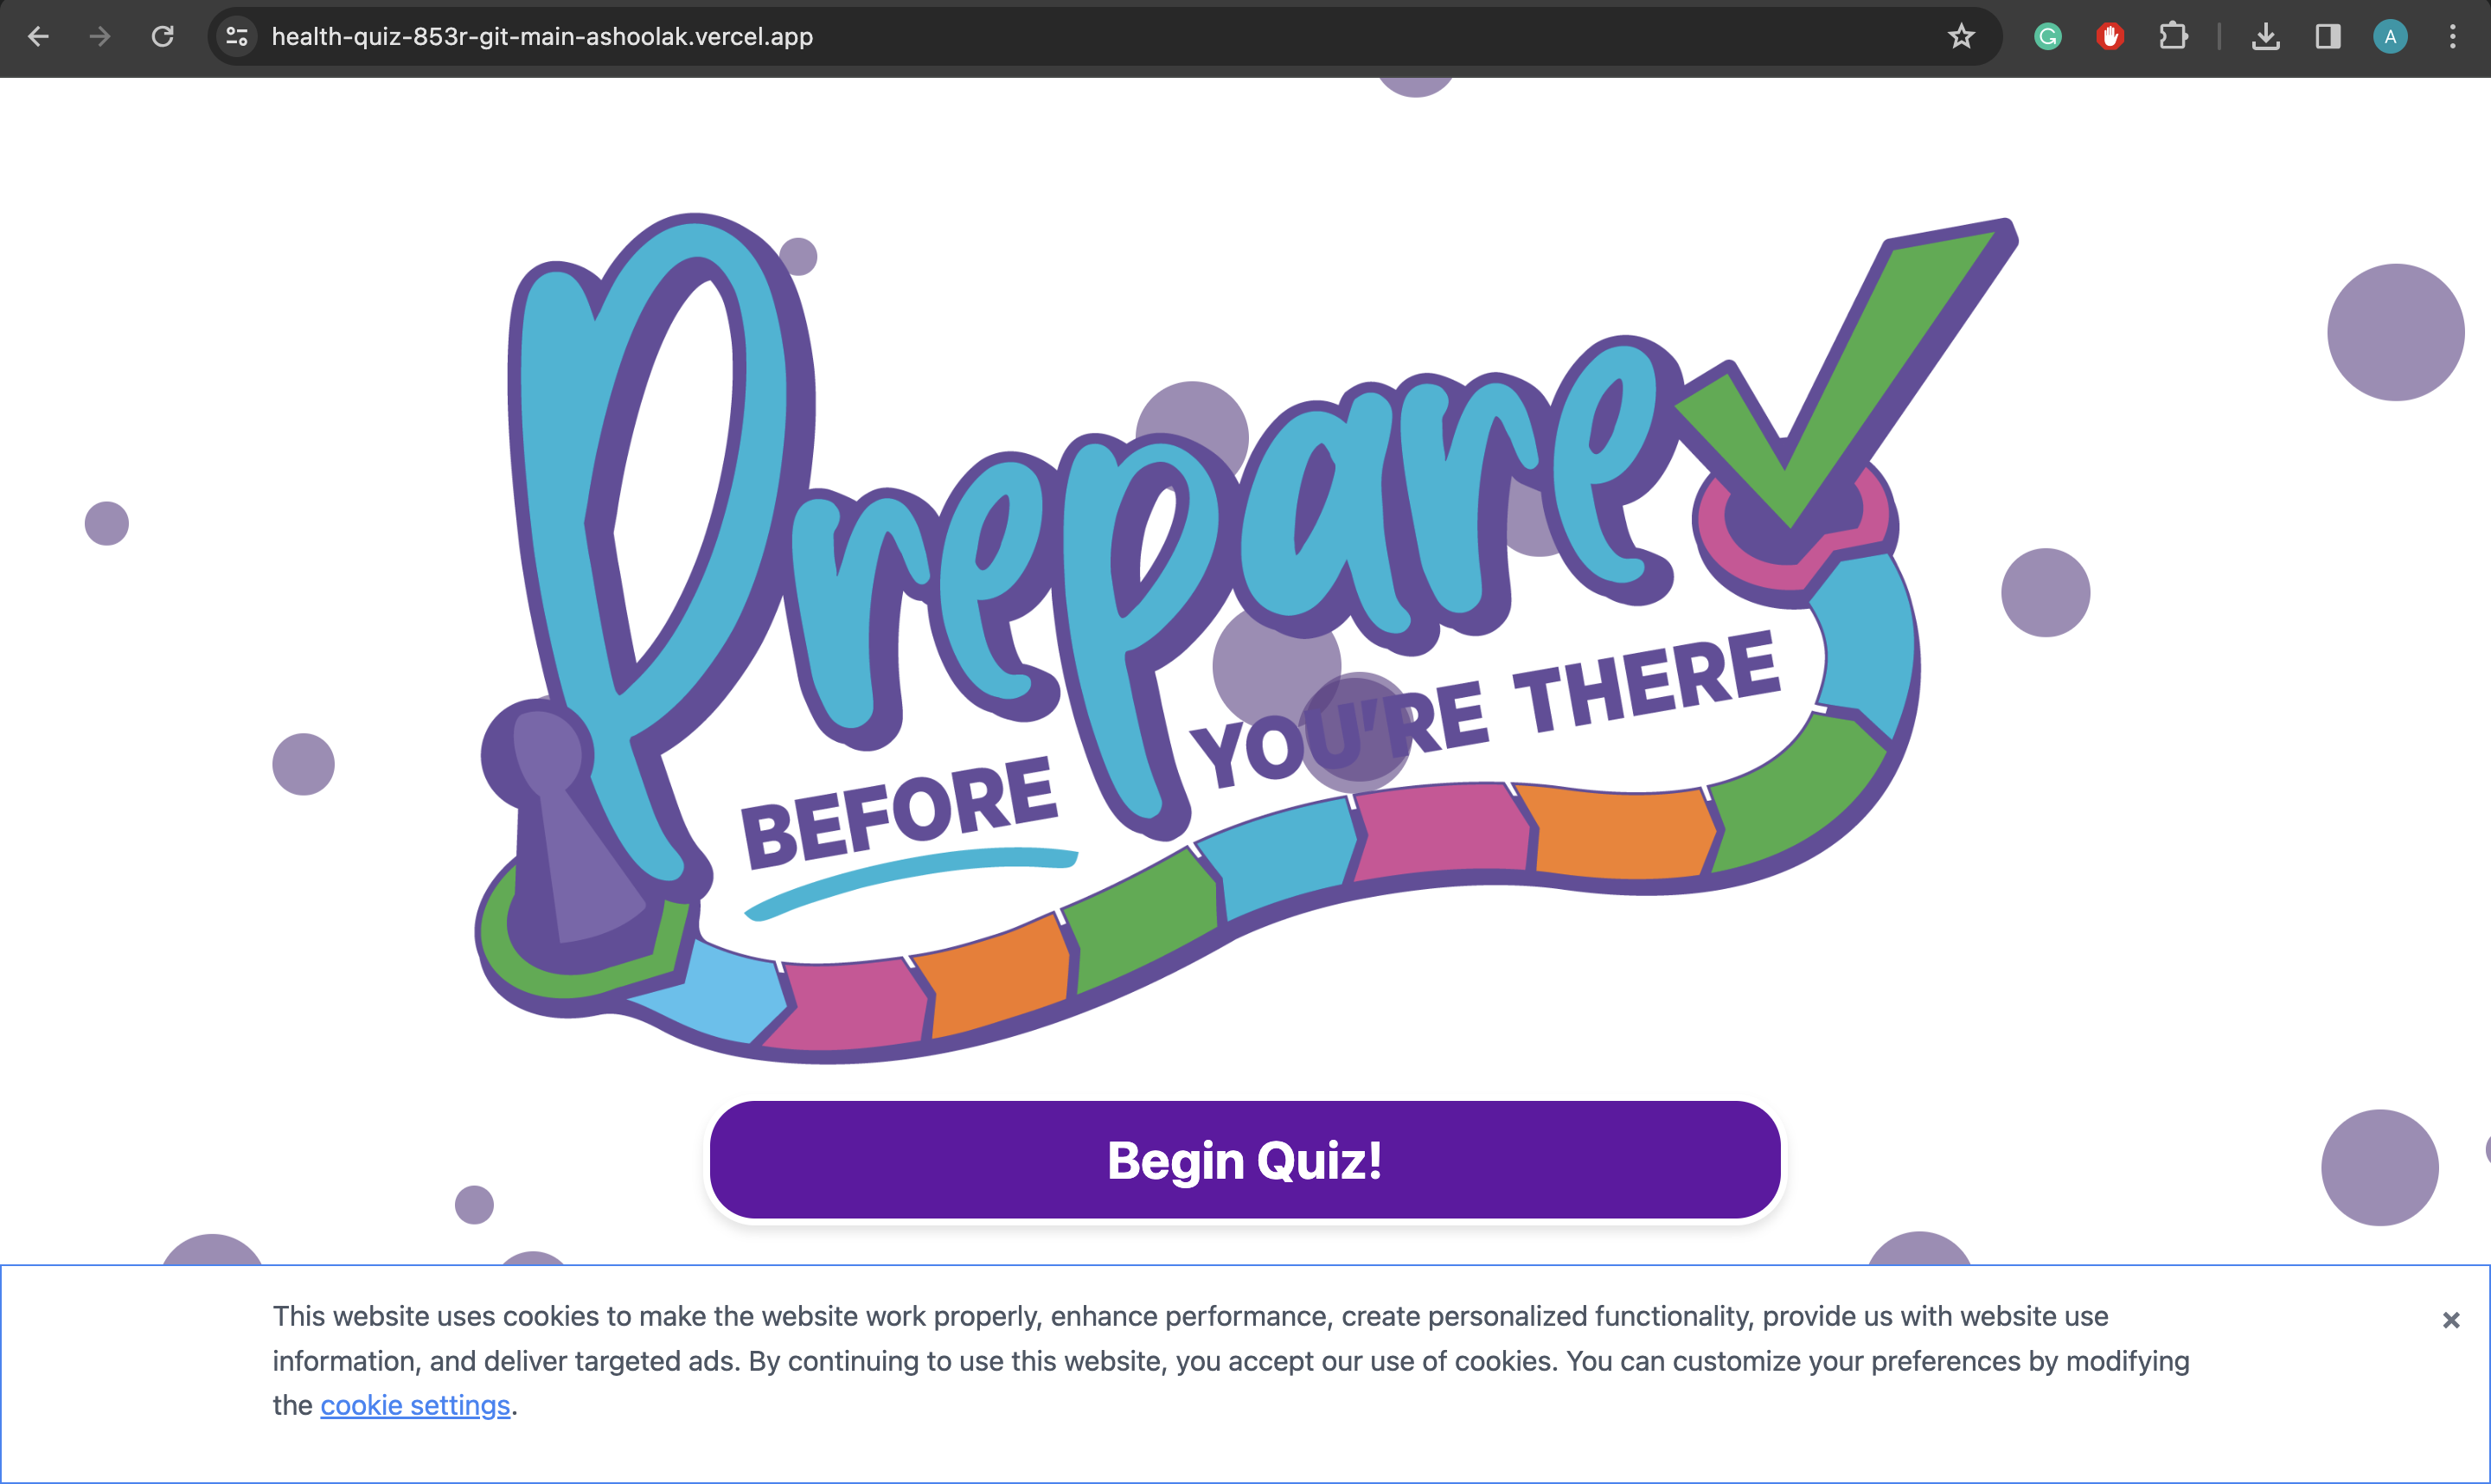 health-quiz-853r-git-main-ashoolak.vercel.app
A
Prepare
BEFORE YOU'RE THERE
Begin Quiz!
This website uses cookies to make the website work properly, enhance performance, create personalized functionality, provide us with website use
information, and deliver targeted ads. By continuing to use this website, you accept our use of cookies. You can customize your preferences by modifying
the cookie settings.